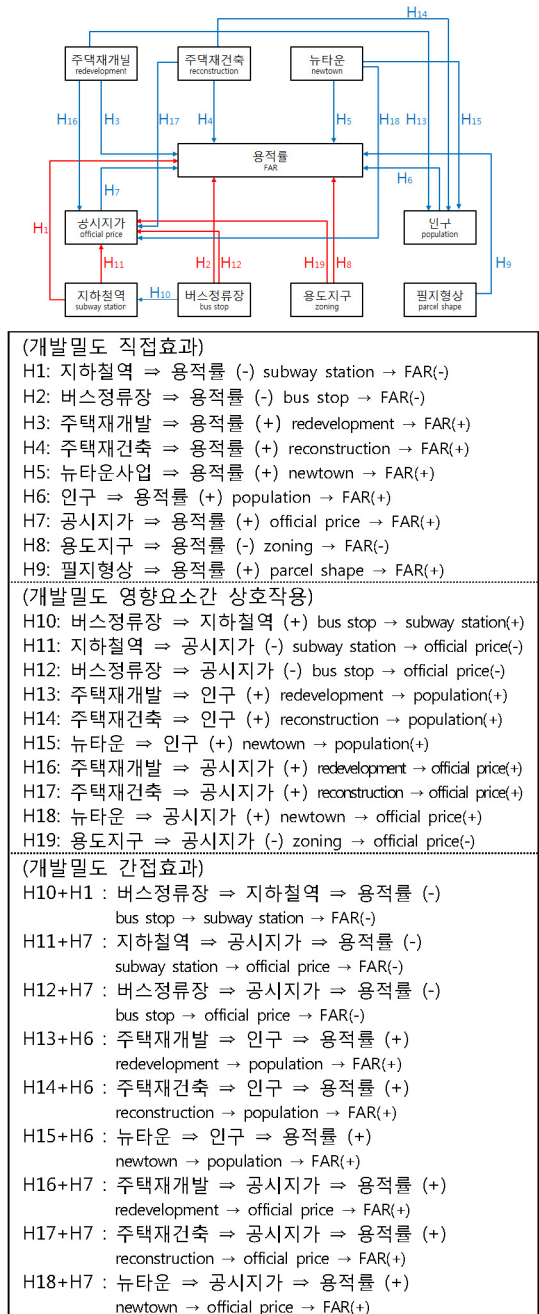 H14
주댁재개빌 주댁재건축 뉴타운
redevelopment reconstruction newtown
H16 H3 H17 H4 H5 H18 H13 H15
용적률
FAR
H7 H6
공시지가 인구
official price population
H1 H11 H10 H2 H12 H19 H8 H9
지하철역 버스정류장 용도지구 필지형상
subway station bus stop zoning parcel shape
(개발밀도 직접효과)
H1: 지하철역 ⇒ 용적률 (-) subway station → FAR(-)
H2: 버스정류장 ⇒ 용적률 (-) bus stop → FAR(-)
H3: 주택재개발 ⇒ 용적률 (+) redevelopment → FAR(+)
H4: 주택재건축 ⇒ 용적률 (+) reconstruction → FAR(+)
H5: 뉴타운사업 ⇒ 용적률 (+) newtown → FAR(+)
H6: 인구 ⇒ 용적률 (+) population → FAR(+)
H7: 공시지가 ⇒ 용적률 (+) official price → FAR(+)
H8: 용도지구 ⇒ 용적률 (-) zoning → FAR(-)
H9: 필지형상 ⇒ 용적률 (+) parcel shape → FAR(+)
(개발밀도 영향요소간 상호작용)
H10: 버스정류장 ⇒ 지하철역 (+) bus stop → subway station(+)
H11: 지하철역 ⇒ 공시지가 (-) subway station → official price(-)
H12: 버스정류장 ⇒ 공시지가 (-) bus stop → official price(-)
H13: 주택재개발 ⇒ 인구 (+) redevelopment → population(+)
H14: 주택재건축 ⇒ 인구 (+) reconstruction → population(+)
H15: 뉴타운 ⇒ 인구 (+) newtown → population(+)
H16: 주택재개발 ⇒ 공시지가 (+) redevelopment → official price(+)
H17: 주택재건축 ⇒ 공시지가 (+) reconstruction → official price(+)
H18: 뉴타운 ⇒ 공시지가 (+) newtown → official price(+)
H19: 용도지구 ⇒ 공시지가 (-) zoning → official price(-)
(개발밀도 간접효과)
H10+H1 : 버스정류장 ⇒ 지하철역 ⇒ 용적률 (-)
bus stop → subway station → FAR(-)
H11+H7 : 지하철역 ⇒ 공시지가 ⇒ 용적률 (-)
subway station → official price → FAR(-)
H12+H7 : 버스정류장 ⇒ 공시지가 ⇒ 용적률 (-)
bus stop → official price → FAR(-)
H13+H6 : 주택재개발 ⇒ 인구 ⇒ 용적률 (+)
redevelopment → population → FAR(+)
H14+H6 : 주택재건축 ⇒ 인구 ⇒ 용적률 (+)
reconstruction → population → FAR(+)
H15+H6 : 뉴타운 ⇒ 인구 ⇒ 용적률 (+)
newtown → population → FAR(+)
H16+H7 : 주택재개발 ⇒ 공시지가 ⇒ 용적률 (+)
redevelopment → official price → FAR(+)
H17+H7 : 주택재건축 ⇒ 공시지가 ⇒ 용적률 (+)
reconstruction → official price → FAR(+)
H18+H7 : 뉴타운 ⇒ 공시지가 ⇒ 용적률 (+)
newtown → official price → FAR(+)